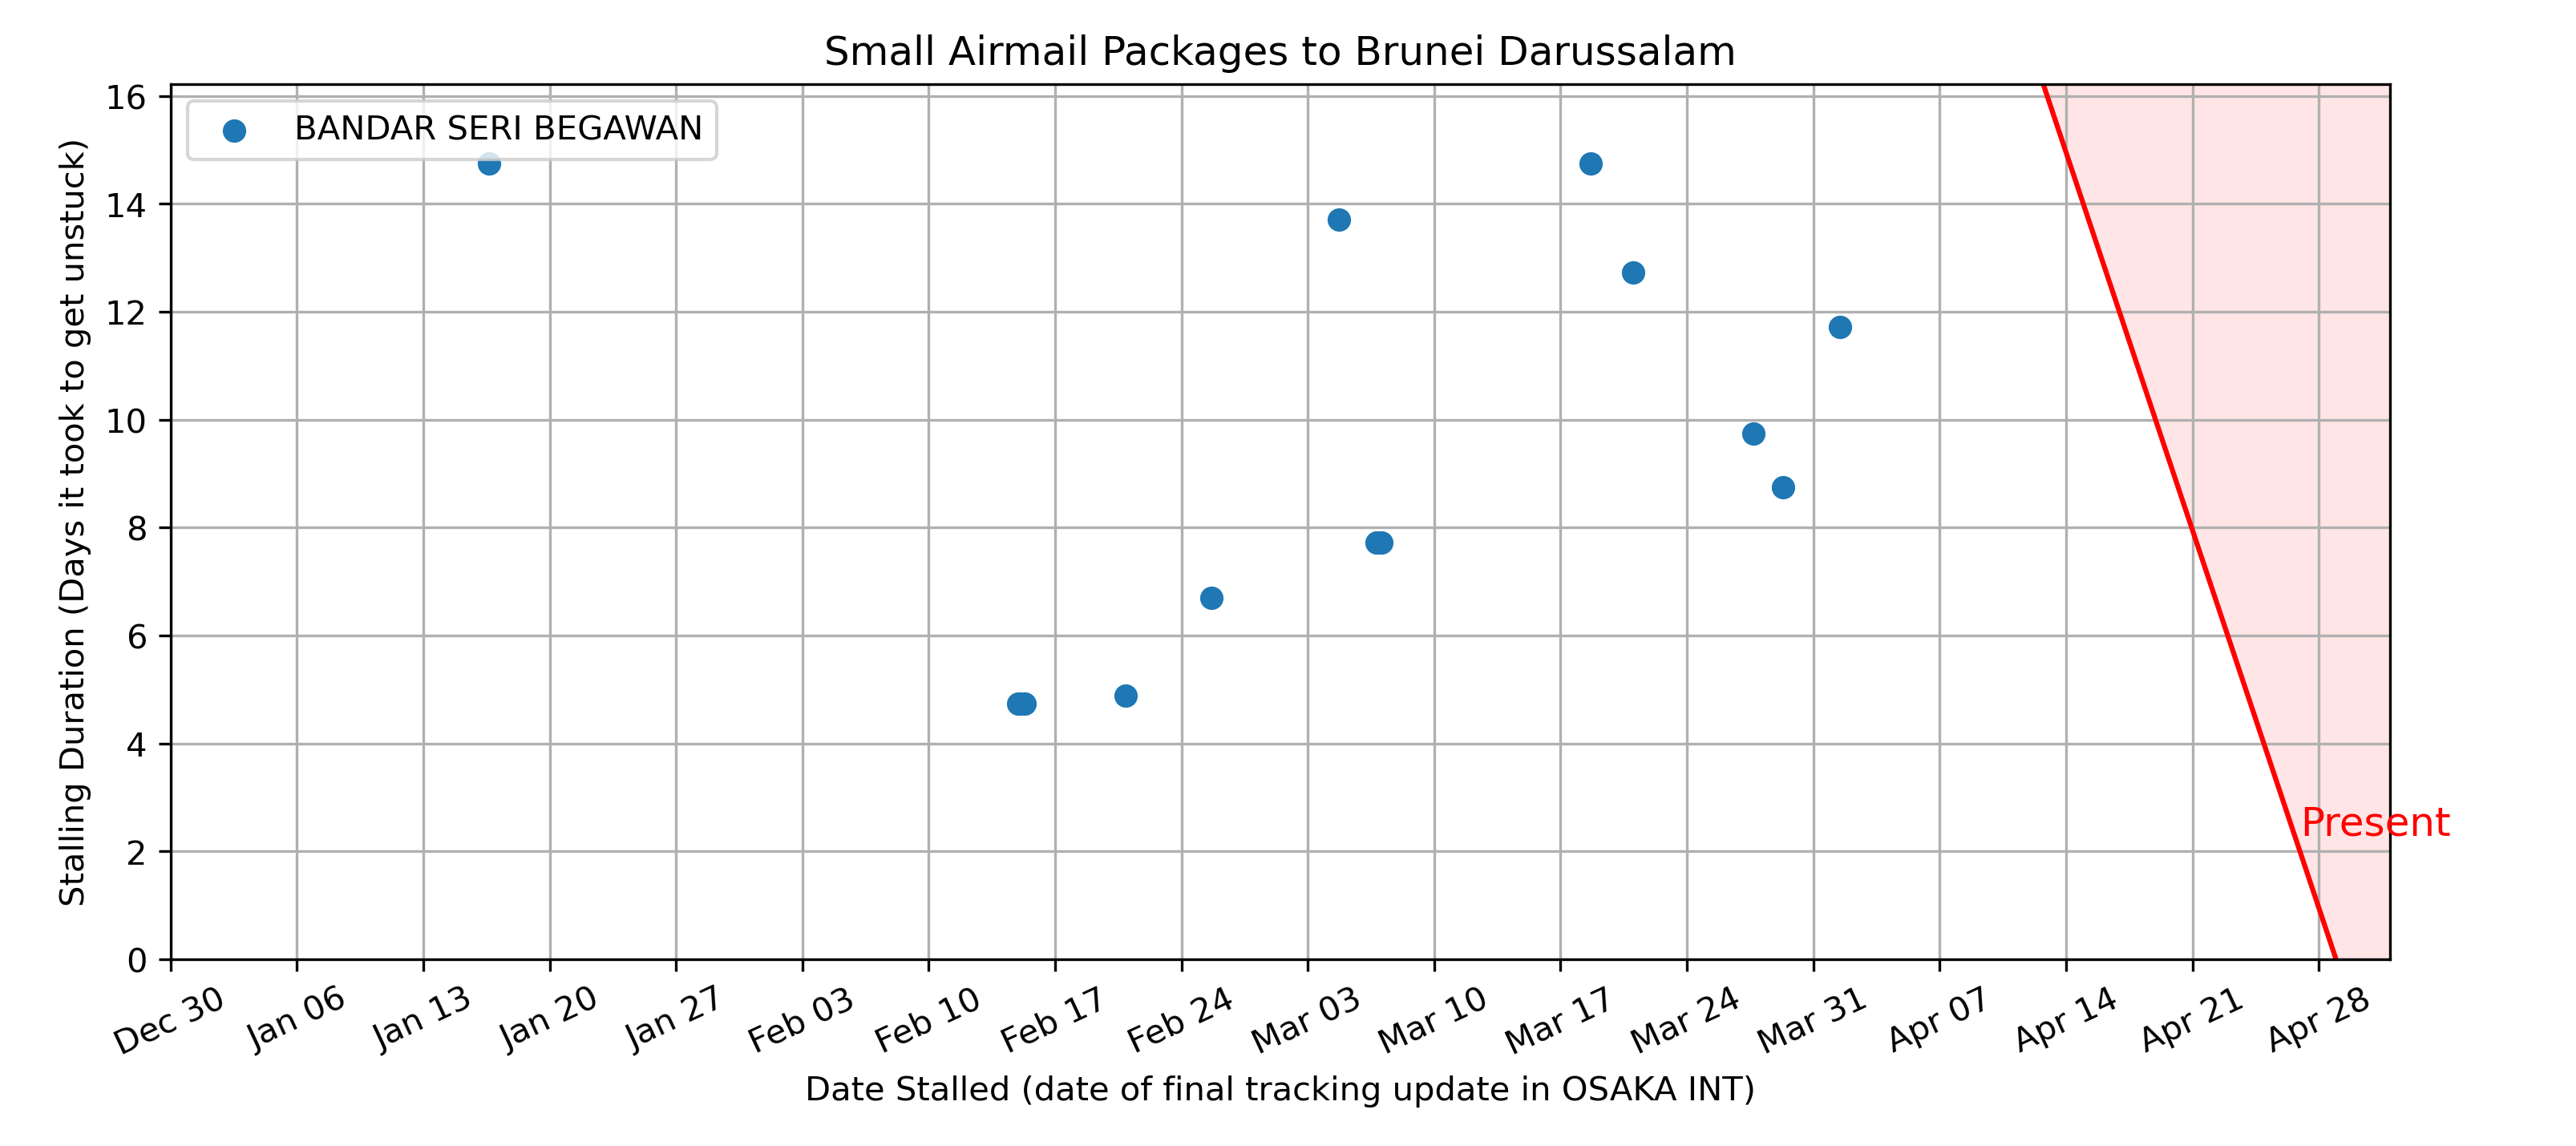 Small Airmail Packages to Brunei Darussalam
BANDAR SERI BEGAWAN
Stalling Duration (Days it took to get unstuck)
16
14
12
10
8
6
4
2
0
Present
Dec 30
Jan 06
Jan 13
Jan 20
Jan 27
Feb 03
Feb 10
Feb 17
Feb 24
Mar 03
Mar 10
Mar 17
Mar 24
Mar 31
Apr 07
Apr 14
Apr 21
Apr 28
Date Stalled (date of final tracking update in OSAKA INT)